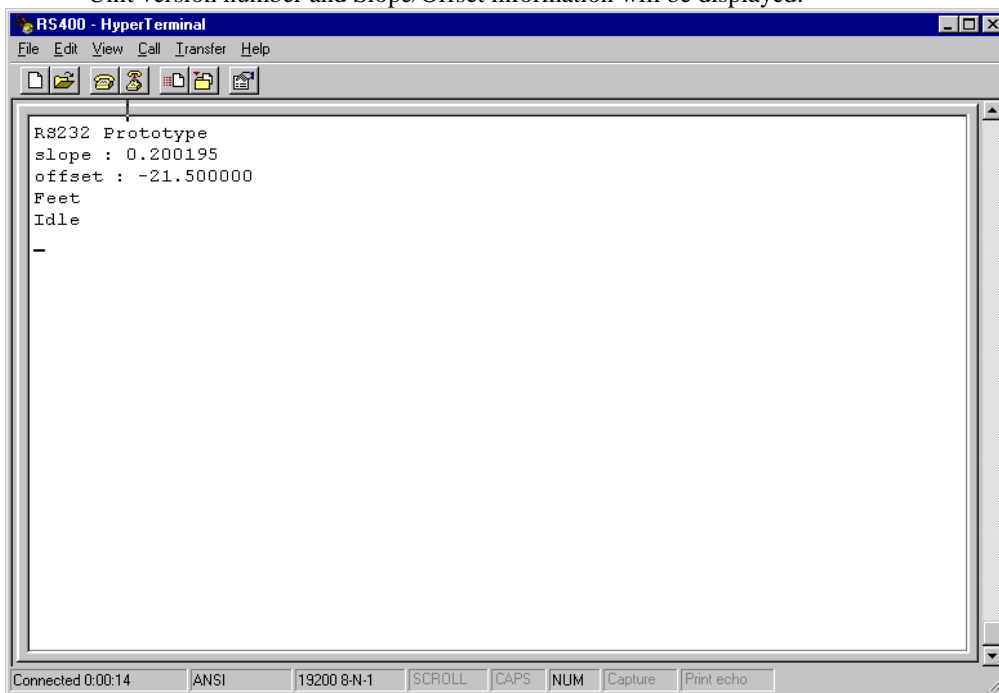 Unit version number and Slope/Offset information will be displayed.
RS400 - HyperTerminal
File Edit View Call Transfer Help
RS232 Prototype
slope : 0.200195
offset : -21.500000
Feet
Idle
Connected 0:00:14 ANSI 19200 8-N-1 SCROLL CAPS NUM Capture Print echo